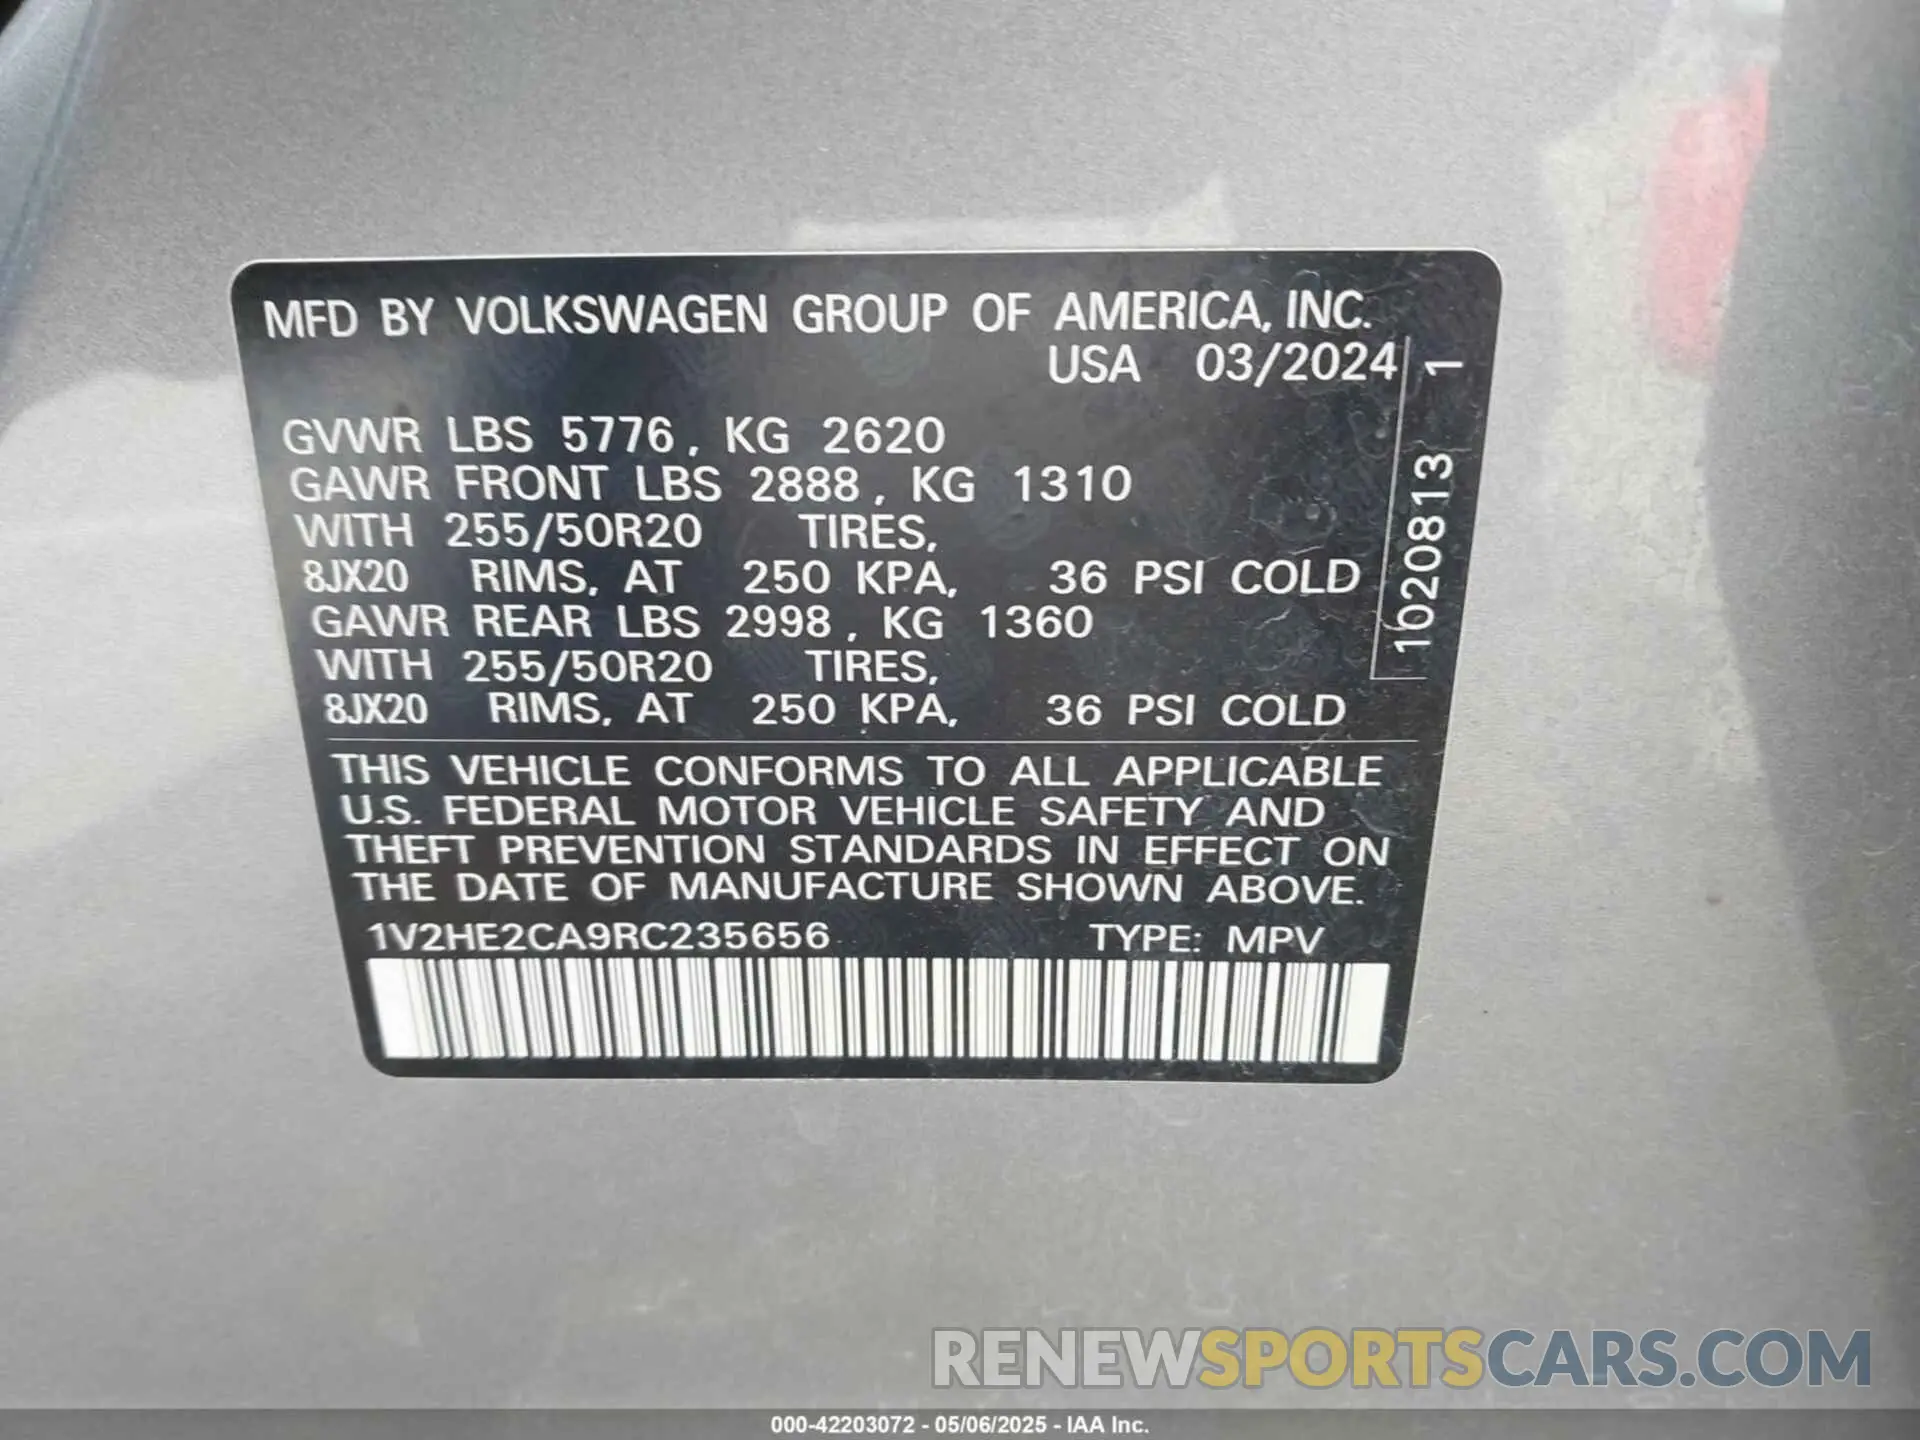 MFD BY VOLKSWAGEN GROUP OF AMERICA, INC.
USA 03/2024
GVWR LBS 5776, KG 2620
GAWR FRONT LBS 2888, KG 1310
WITH 255/50R20 TIRES,
8JX20 RIMS, AT 250 KPA, 36 PSI COLD
GAWR REAR LBS 2998, KG 1360
WITH 255/50R20 TIRES,
8JX20 RIMS, AT 250 KPA, 36 PSI COLD
1020813 1
THIS VEHICLE CONFORMS TO ALL APPLICABLE
U.S. FEDERAL MOTOR VEHICLE SAFETY AND
THEFT PREVENTION STANDARDS IN EFFECT ON
THE DATE OF MANUFACTURE SHOWN ABOVE.
1V2HE2CA9RC235656 TYPE: MPV
RENEWSPORTSCARS.COM
000-42203072 - 05/06/2025 - IAA Inc.